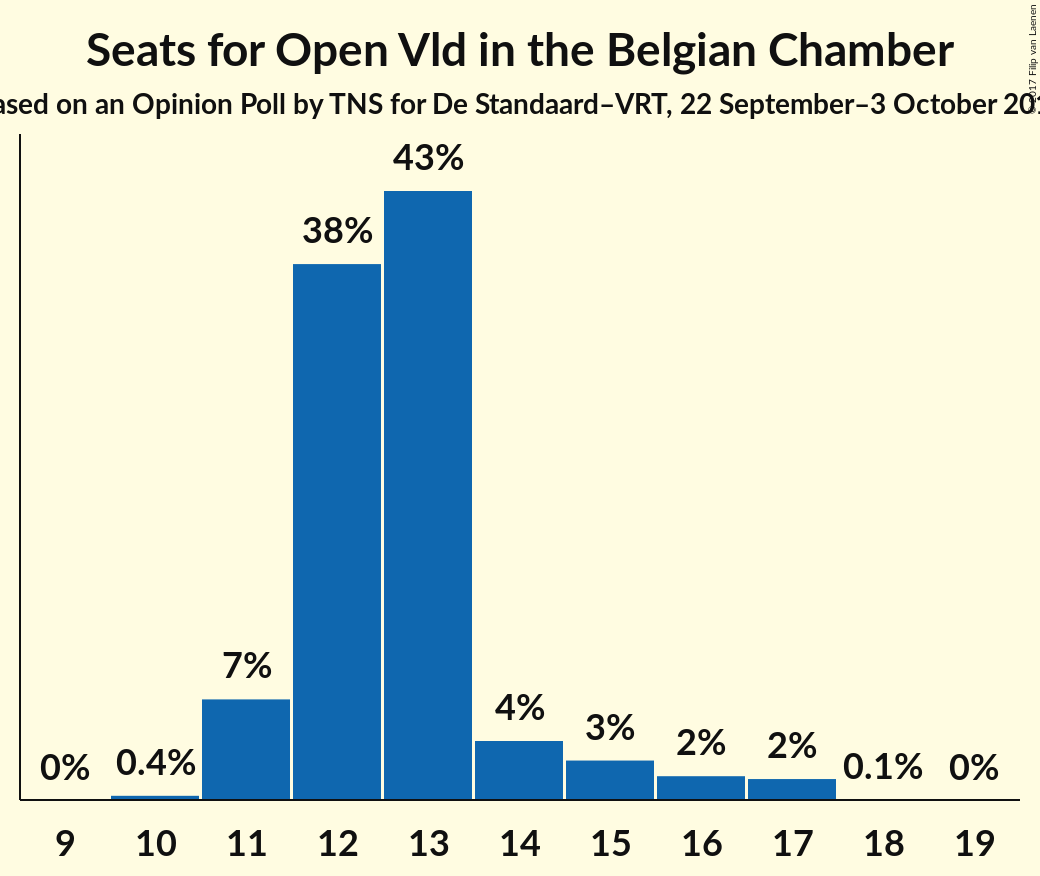 Seats for Open Vld in the Belgian Chamber
ased on an Opinion Poll by TNS for De Standaard–VRT, 22 September–3 October 201
© 2017 Filip van Laenen
43%
38%
7%
4%
3%
2%
2%
0%
0.4%
0.1%
0%
9 10 11 12 13 14 15 16 17 18 19